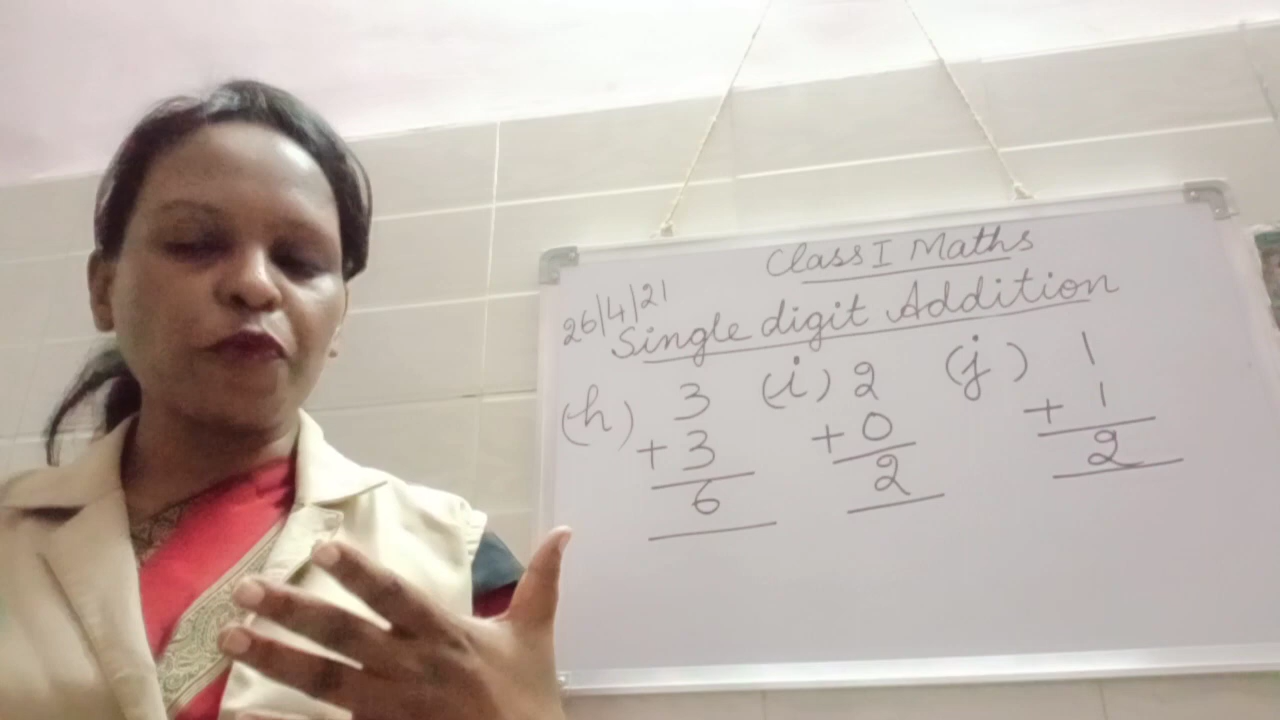 Class I Maths
26/4/21
Single digit Addition
(h) 3 (i) 2 (j) 1
+ 3 + 0 + 1
6 2 2